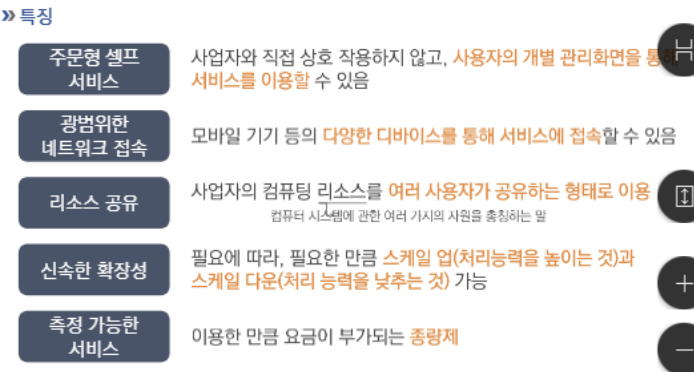 » 특징
주문형 셀프
서비스
사업자와 직접 상호 작용하지 않고, 사용자의 개별 관리화면을 통해
서비스를 이용할 수 있음
광범위한
네트워크 접속
모바일 기기 등의 다양한 디바이스를 통해 서비스에 접속할 수 있음
리소스 공유
사업자의 컴퓨팅 리소스를 여러 사용자가 공유하는 형태로 이용
컴퓨터 시스템에 관한 여러 가지의 자원을 총칭하는 말
신속한 확장성
필요에 따라, 필요한 만큼 스케일 업(처리능력을 높이는 것)과
스케일 다운(처리 능력을 낮추는 것) 가능
측정 가능한
서비스
이용한 만큼 요금이 부가되는 종량제